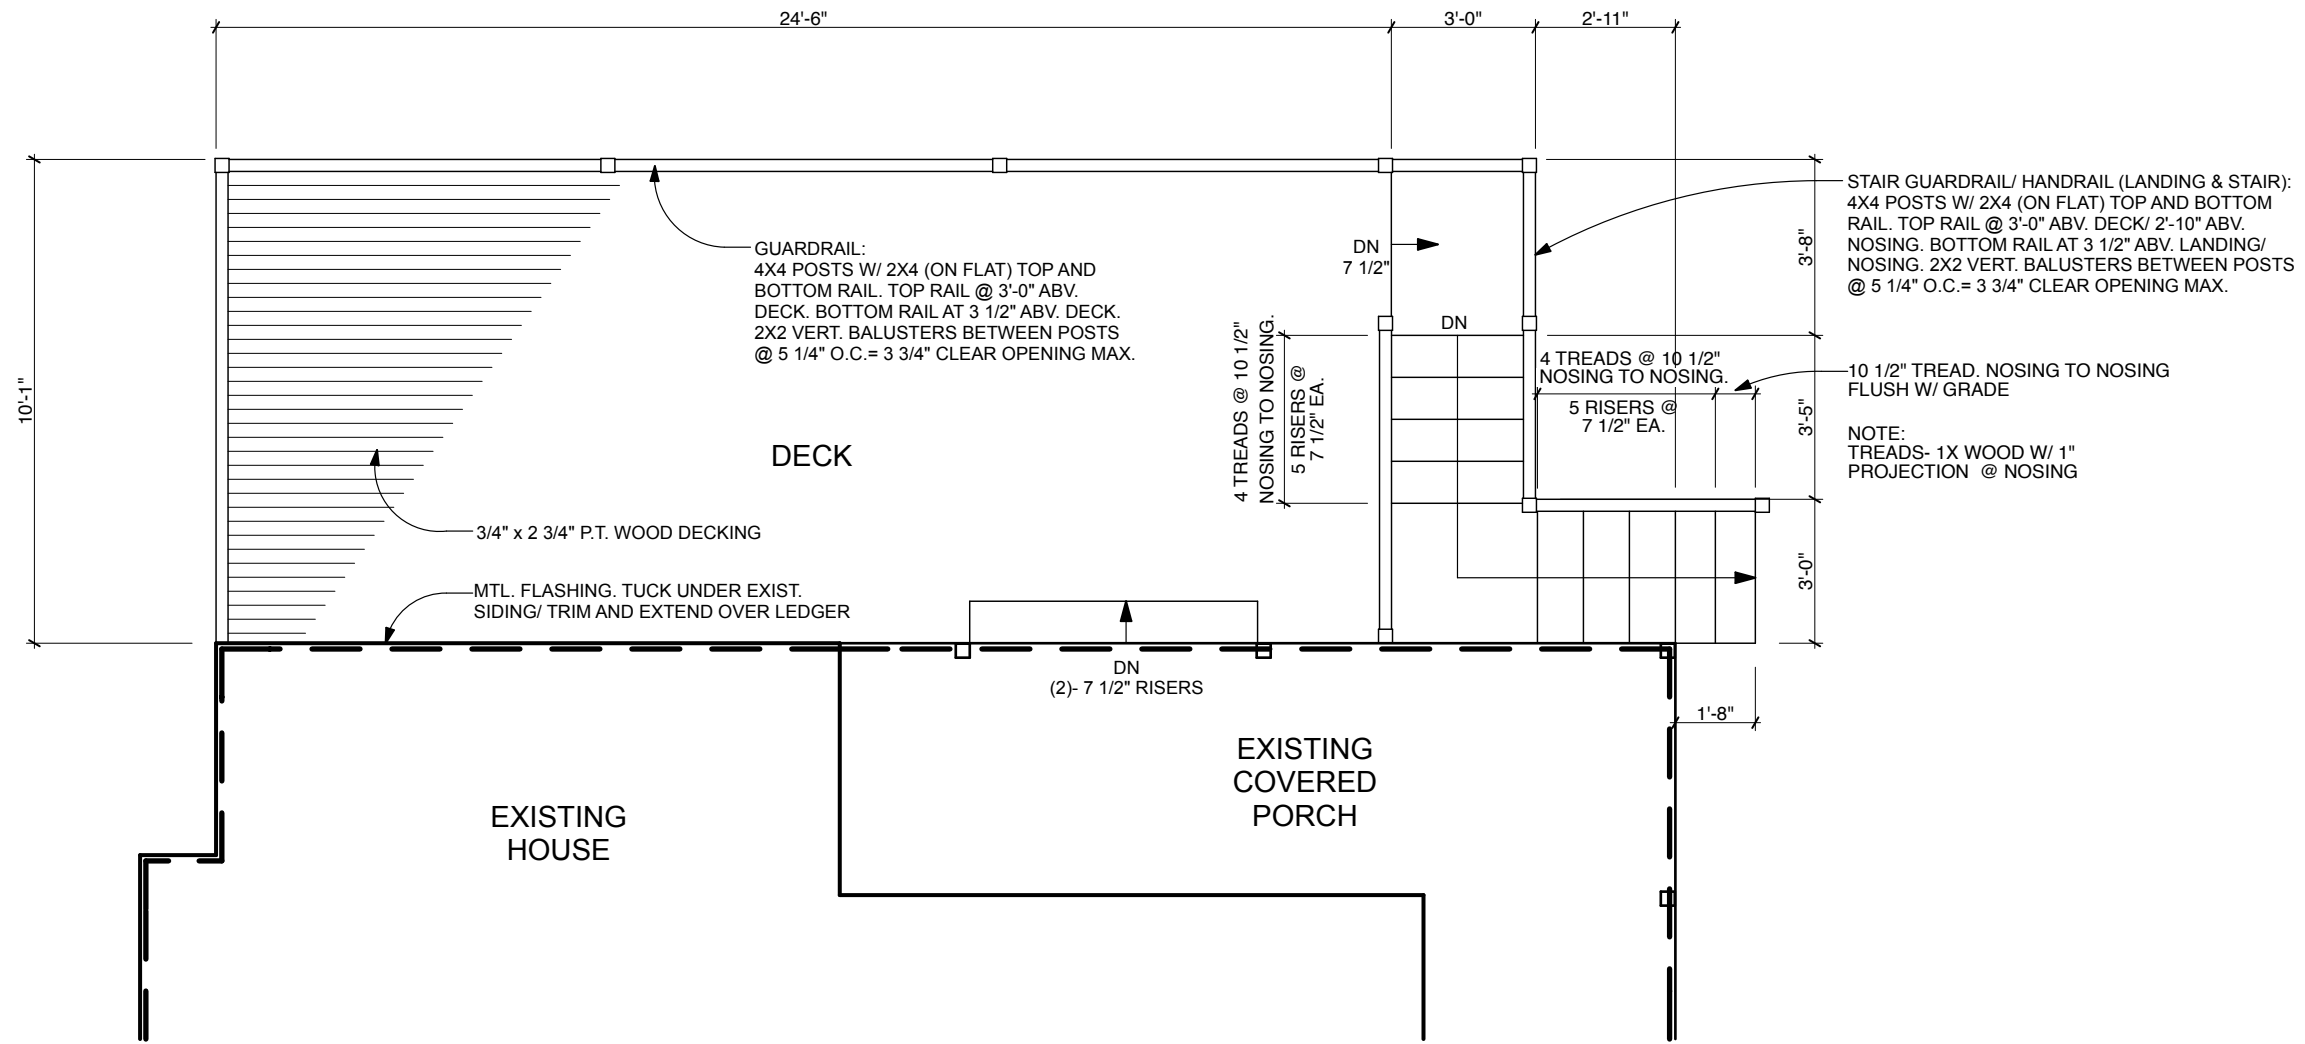 24'-6"
3'-0"
2'-11"
10'-1"
GUARDRAIL:
4X4 POSTS W/ 2X4 (ON FLAT) TOP AND
BOTTOM RAIL. TOP RAIL @ 3'-0" ABV.
DECK. BOTTOM RAIL AT 3 1/2" ABV. DECK.
2X2 VERT. BALUSTERS BETWEEN POSTS
@ 5 1/4" O.C.= 3 3/4" CLEAR OPENING MAX.
DN
7 1/2"
STAIR GUARDRAIL/ HANDRAIL (LANDING & STAIR):
4X4 POSTS W/ 2X4 (ON FLAT) TOP AND BOTTOM
RAIL. TOP RAIL @ 3'-0" ABV. DECK/ 2'-10" ABV.
NOSING. BOTTOM RAIL AT 3 1/2" ABV. LANDING/
NOSING. 2X2 VERT. BALUSTERS BETWEEN POSTS
@ 5 1/4" O.C.= 3 3/4" CLEAR OPENING MAX.
3'-8"
DN
4 TREADS @ 10 1/2"
NOSING TO NOSING.
5 RISERS @
7 1/2" EA.
4 TREADS @ 10 1/2"
NOSING TO NOSING.
5 RISERS @
7 1/2" EA.
10 1/2" TREAD. NOSING TO NOSING
FLUSH W/ GRADE
NOTE:
TREADS- 1X WOOD W/ 1"
PROJECTION @ NOSING
3'-5"
DECK
3/4" x 2 3/4" P.T. WOOD DECKING
MTL. FLASHING. TUCK UNDER EXIST.
SIDING/ TRIM AND EXTEND OVER LEDGER
3'-0"
DN
(2)- 7 1/2" RISERS
1'-8"
EXISTING
COVERED
PORCH
EXISTING
HOUSE